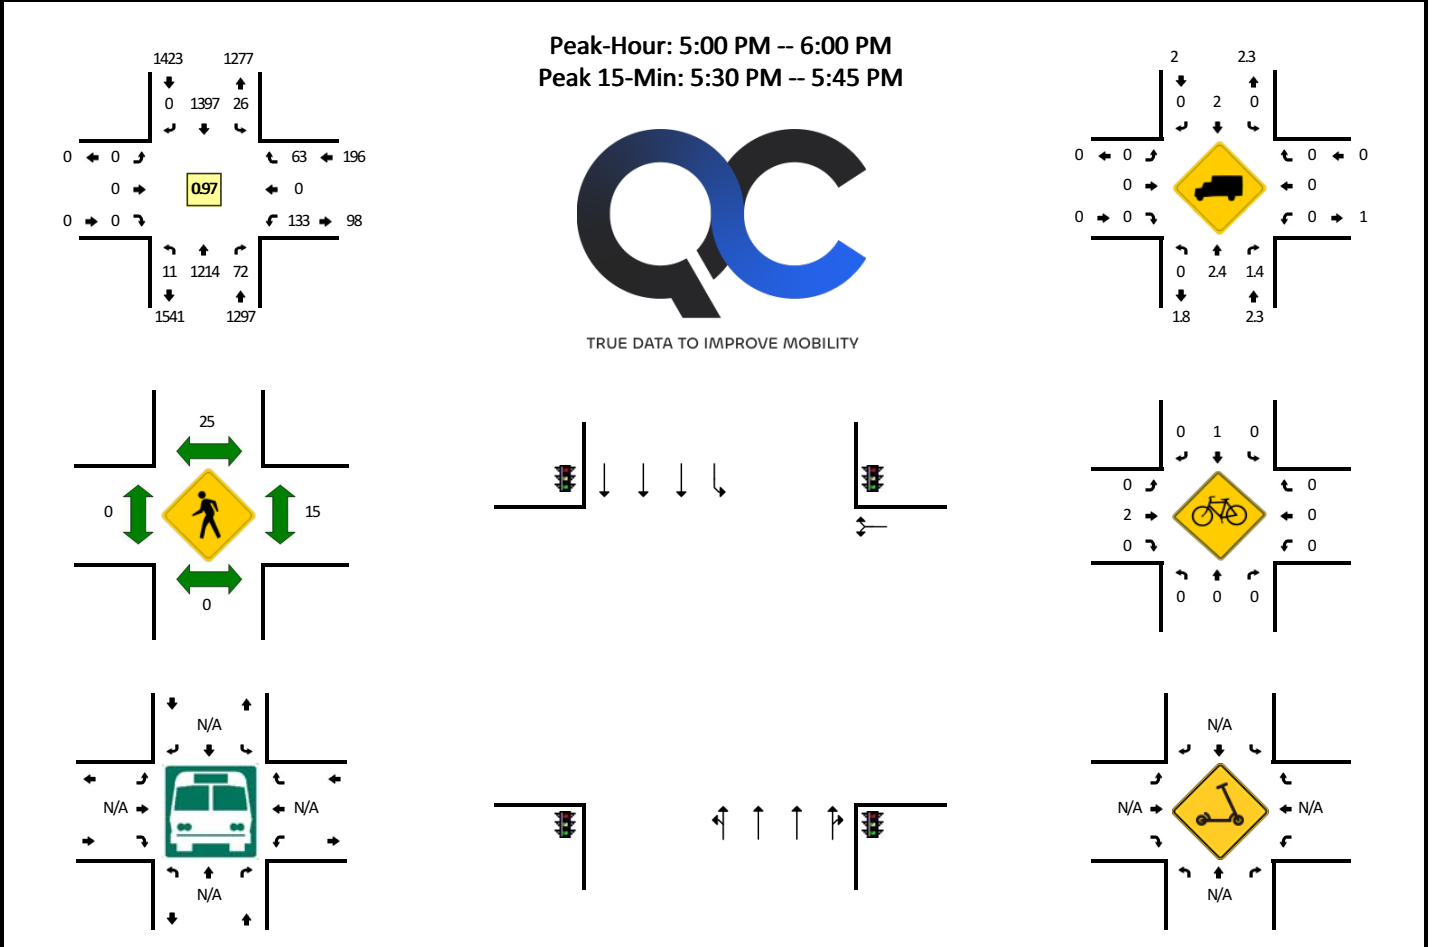 Peak-Hour: 5:00 PM -- 6:00 PM
Peak 15-Min: 5:30 PM -- 5:45 PM
1423 1277
0 1397 26
0 0 63 196
0 0.97 0
0 0 133 98
11 1214 72
1541 1297
QC
TRUE DATA TO IMPROVE MOBILITY
2 2.3
0 2 0
0 0 0 0
0 0
0 0 0 1
0 2.4 1.4
1.8 2.3
25
0 15
0
0 1 0
0 0
2 0
0 0
0 0 0
N/A
N/A N/A
N/A
N/A
N/A N/A
N/A